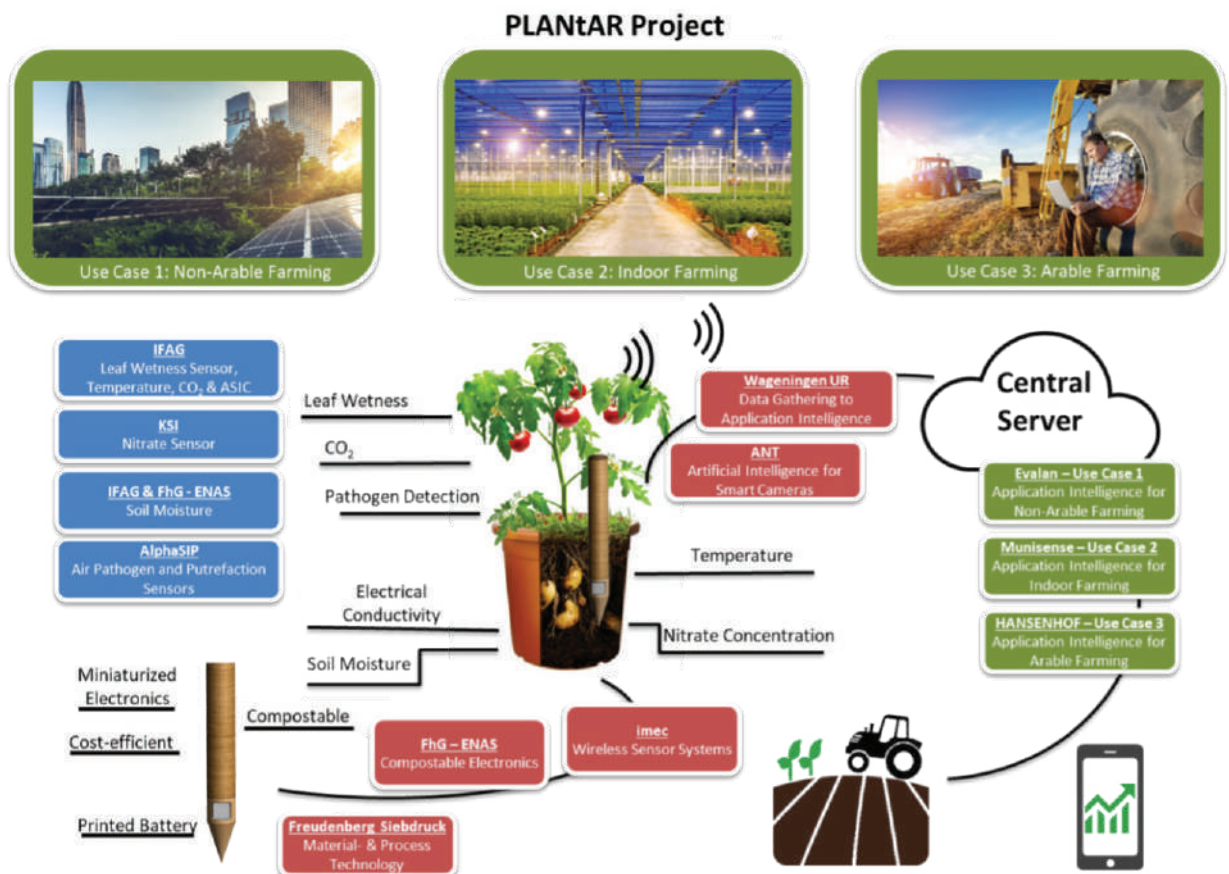 PLANtAR Project
Use Case 1: Non-Arable Farming
Use Case 2: Indoor Farming
Use Case 3: Arable Farming
IFAG
Leaf Wetness Sensor,
Temperature, CO₂ & ASIC
KSI
Nitrate Sensor
IFAG & FhG - ENAS
Soil Moisture
AlphaSIP
Air Pathogen and Putrefaction
Sensors
Leaf Wetness
CO₂
Pathogen Detection
Electrical
Conductivity
Soil Moisture
Temperature
Nitrate Concentration
Wageningen UR
Data Gathering to
Application Intelligence
ANT
Artificial Intelligence for
Smart Cameras
Central
Server
Evalan – Use Case 1
Application Intelligence for
Non-Arable Farming
Munisense – Use Case 2
Application Intelligence for
Indoor Farming
HANSENHOF – Use Case 3
Application Intelligence for
Arable Farming
Miniaturized
Electronics
Cost-efficient
Printed Battery
Compostable
FhG – ENAS
Compostable Electronics
imec
Wireless Sensor Systems
Freudenberg Siebdruck
Material- & Process
Technology